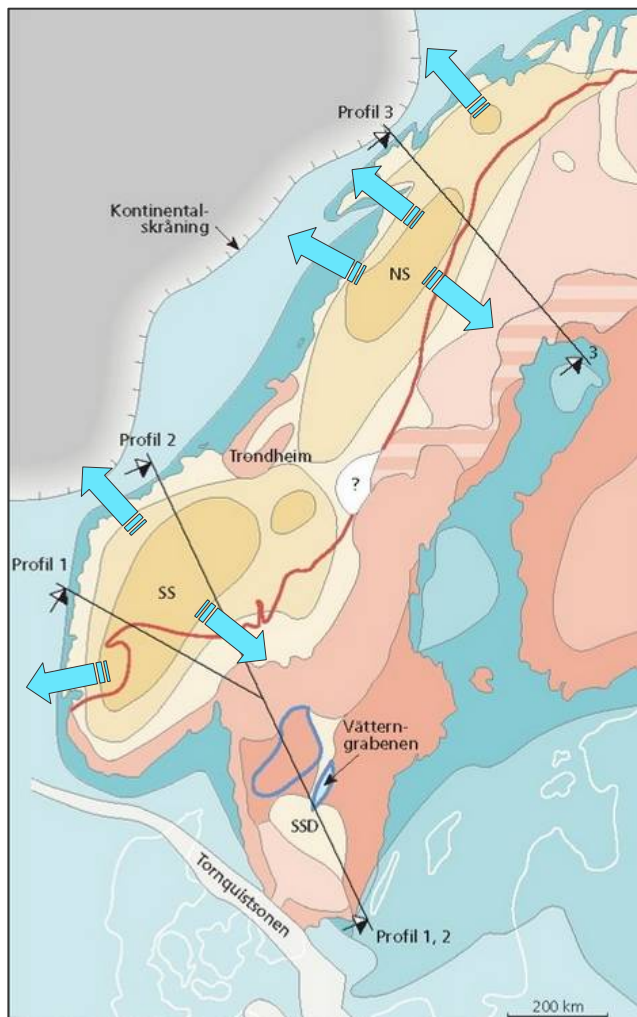 Profil 3
Kontinental-
skråning
NS
3
Profil 2
Trondheim
?
Profil 1
SS
Vättern-
grabenen
SSD
Tornquistsonen
Profil 1, 2
200 km